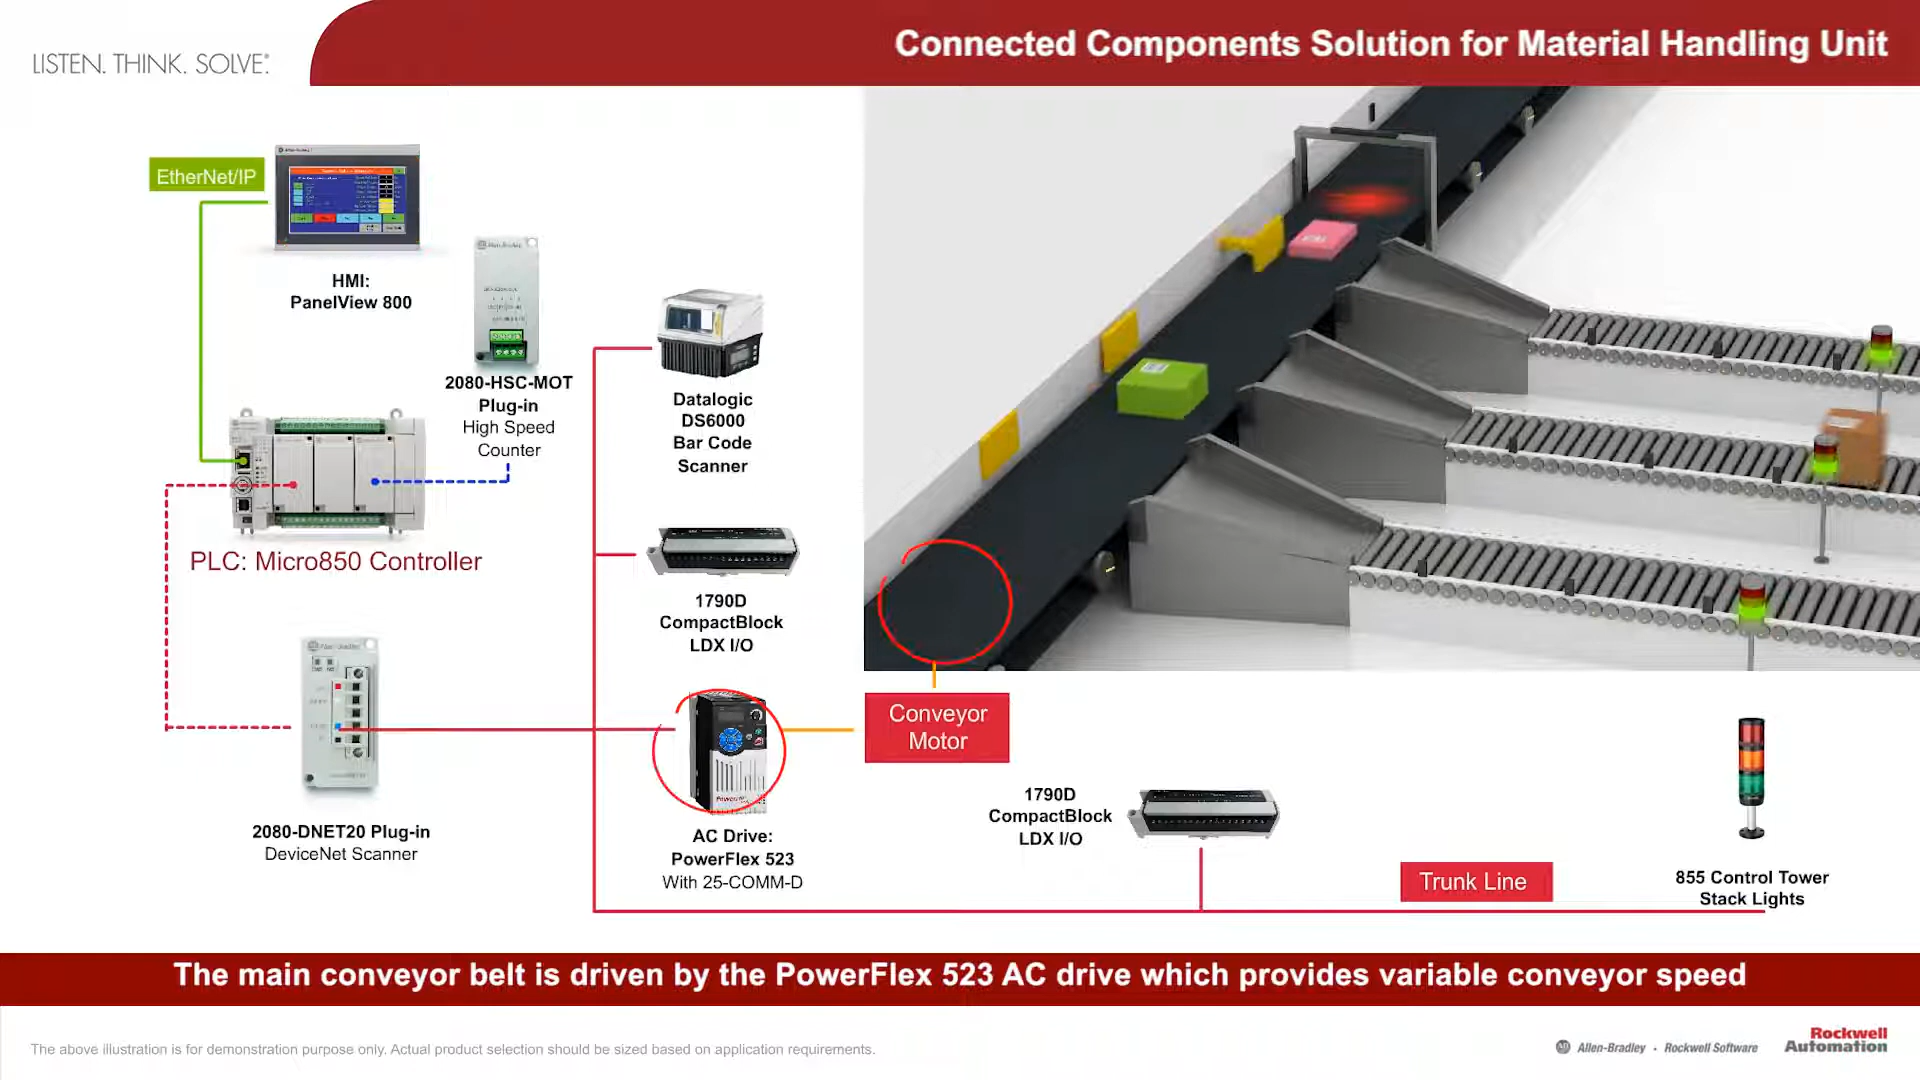 LISTEN. THINK. SOLVE.®
Connected Components Solution for Material Handling Unit
EtherNet/IP
HMI:
PanelView 800
2080-HSC-MOT
Plug-in
High Speed
Counter
Datalogic
DS6000
Bar Code
Scanner
PLC: Micro850 Controller
1790D
CompactBlock
LDX I/O
2080-DNET20 Plug-in
DeviceNet Scanner
AC Drive:
PowerFlex 523
With 25-COMM-D
Conveyor
Motor
1790D
CompactBlock
LDX I/O
Trunk Line
855 Control Tower
Stack Lights
The main conveyor belt is driven by the PowerFlex 523 AC drive which provides variable conveyor speed
The above illustration is for demonstration purpose only. Actual product selection should be sized based on application requirements.
Allen-Bradley • Rockwell Software
Rockwell
Automation